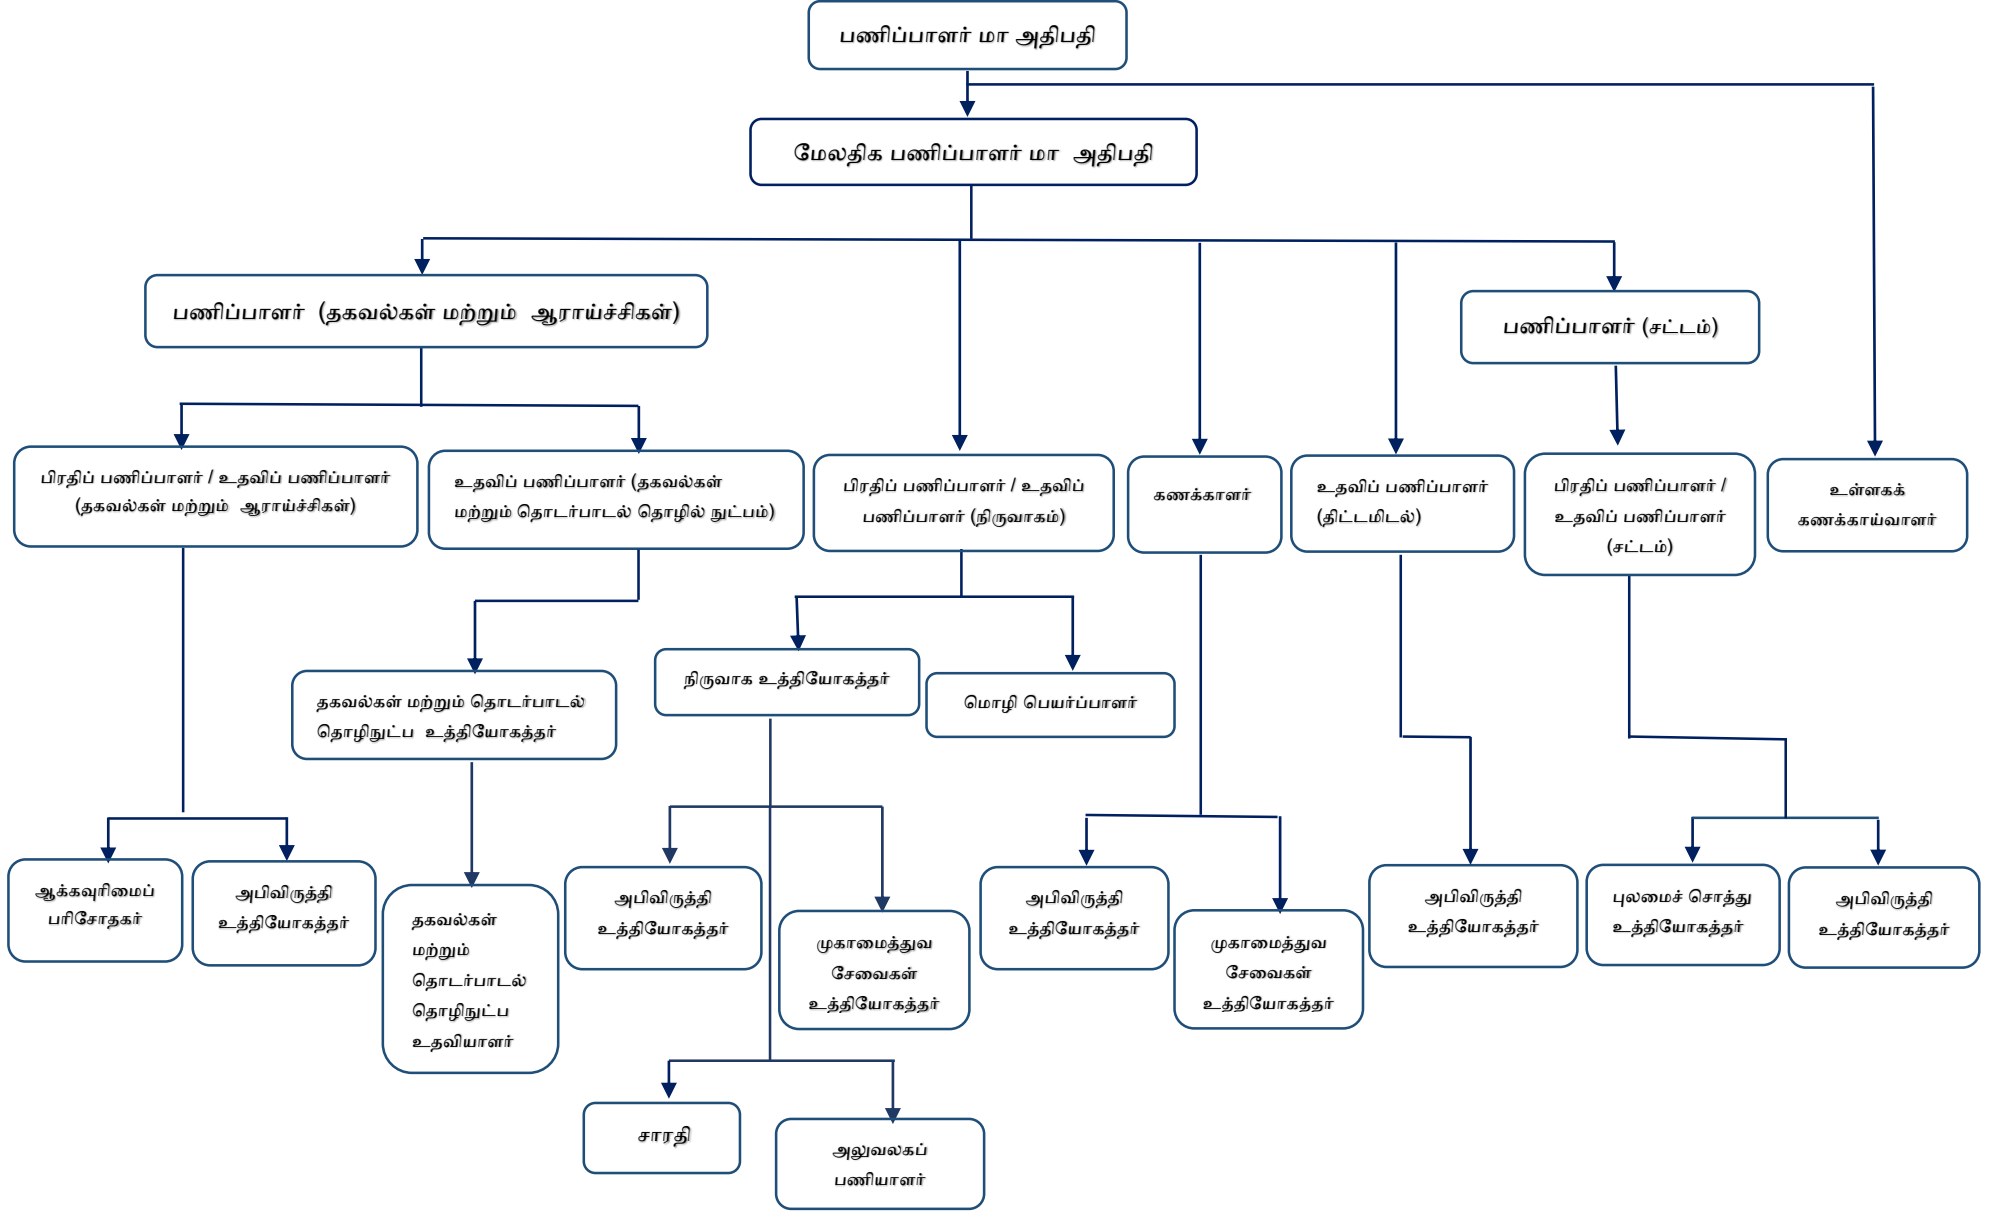 பணிப்பாளர் மா அதிபதி
மேலதிக பணிப்பாளர் மா அதிபதி
பணிப்பாளர் (தகவல்கள் மற்றும் ஆராய்ச்சிகள்)
பணிப்பாளர் (சட்டம்)
பிரதிப் பணிப்பாளர் / உதவிப் பணிப்பாளர்
(தகவல்கள் மற்றும் ஆராய்ச்சிகள்)
உதவிப் பணிப்பாளர் (தகவல்கள்
மற்றும் தொடர்பாடல் தொழில் நுட்பம்)
பிரதிப் பணிப்பாளர் / உதவிப்
பணிப்பாளர் (நிருவாகம்)
கணக்காளர்
உதவிப் பணிப்பாளர்
(திட்டமிடல்)
பிரதிப் பணிப்பாளர் /
உதவிப் பணிப்பாளர்
(சட்டம்)
உள்ளகக்
கணக்காய்வாளர்
தகவல்கள் மற்றும் தொடர்பாடல்
தொழிநுட்ப உத்தியோகத்தர்
நிருவாக உத்தியோகத்தர்
மொழி பெயர்ப்பாளர்
ஆக்கவுரிமைப்
பரிசோதகர்
அபிவிருத்தி
உத்தியோகத்தர்
தகவல்கள்
மற்றும்
தொடர்பாடல்
தொழிநுட்ப
உதவியாளர்
அபிவிருத்தி
உத்தியோகத்தர்
முகாமைத்துவ
சேவைகள்
உத்தியோகத்தர்
அபிவிருத்தி
உத்தியோகத்தர்
முகாமைத்துவ
சேவைகள்
உத்தியோகத்தர்
அபிவிருத்தி
உத்தியோகத்தர்
புலமைச் சொத்து
உத்தியோகத்தர்
அபிவிருத்தி
உத்தியோகத்தர்
சாரதி
அலுவலகப்
பணியாளர்